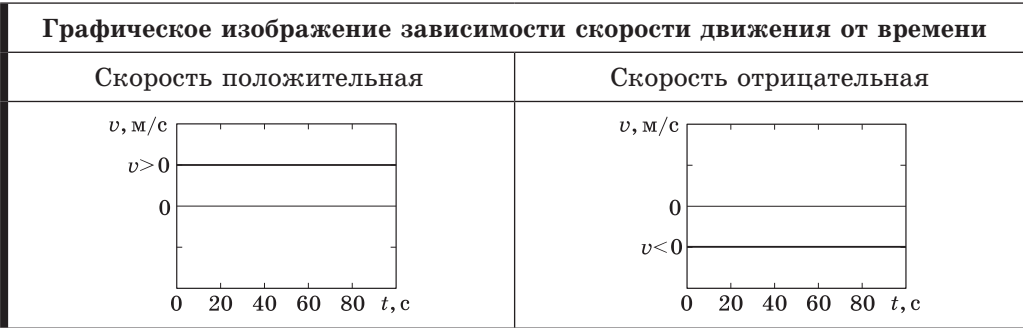 Графическое изображение зависимости скорости движения от времени
Скорость положительная
Скорость отрицательная
v, м/с
v>0
0
0 20 40 60 80 t, с
v, м/с
0
v<0
0 20 40 60 80 t, с